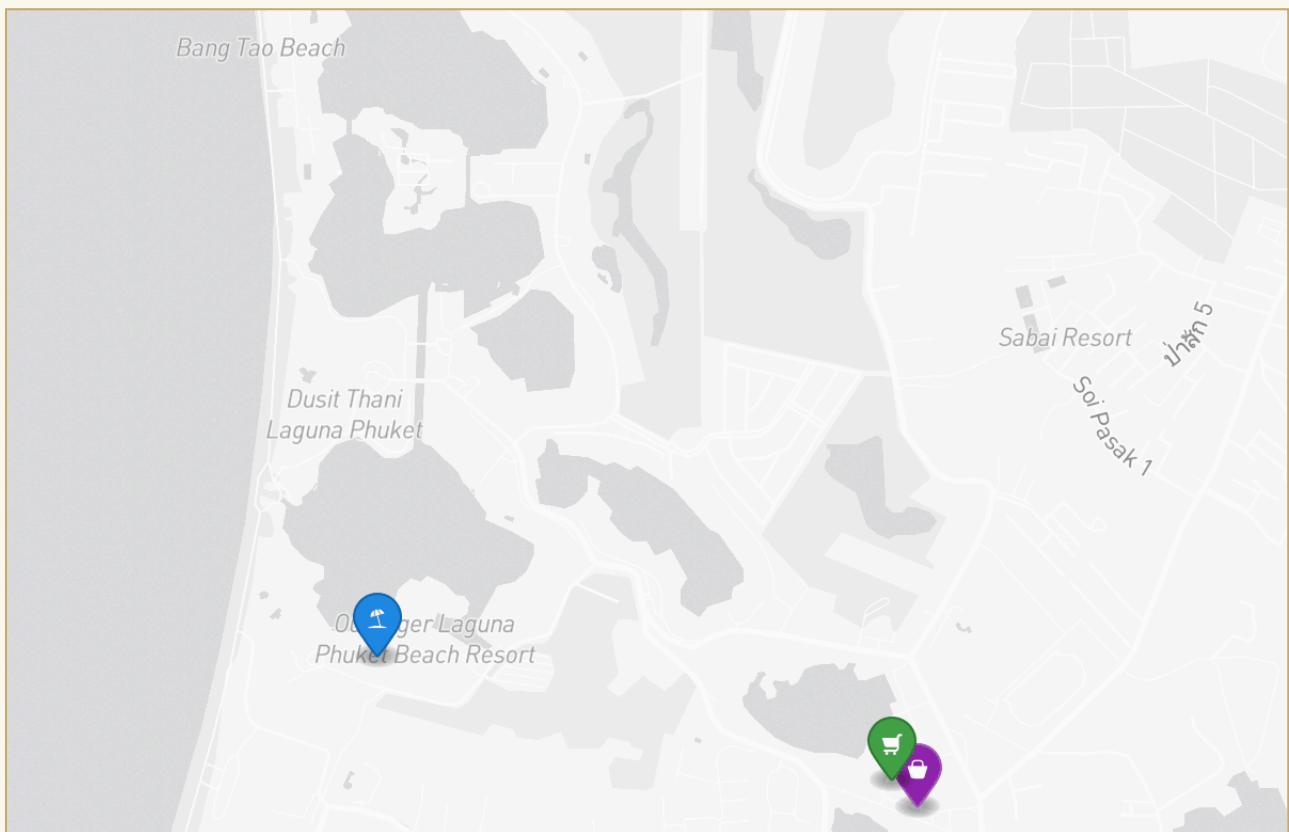 Bang Tao Beach
Sabai Resort
ป่าสัก 5
Dusit Thani
Laguna Phuket
Soi Pasak 1
Laguna
Phuket Beach Resort